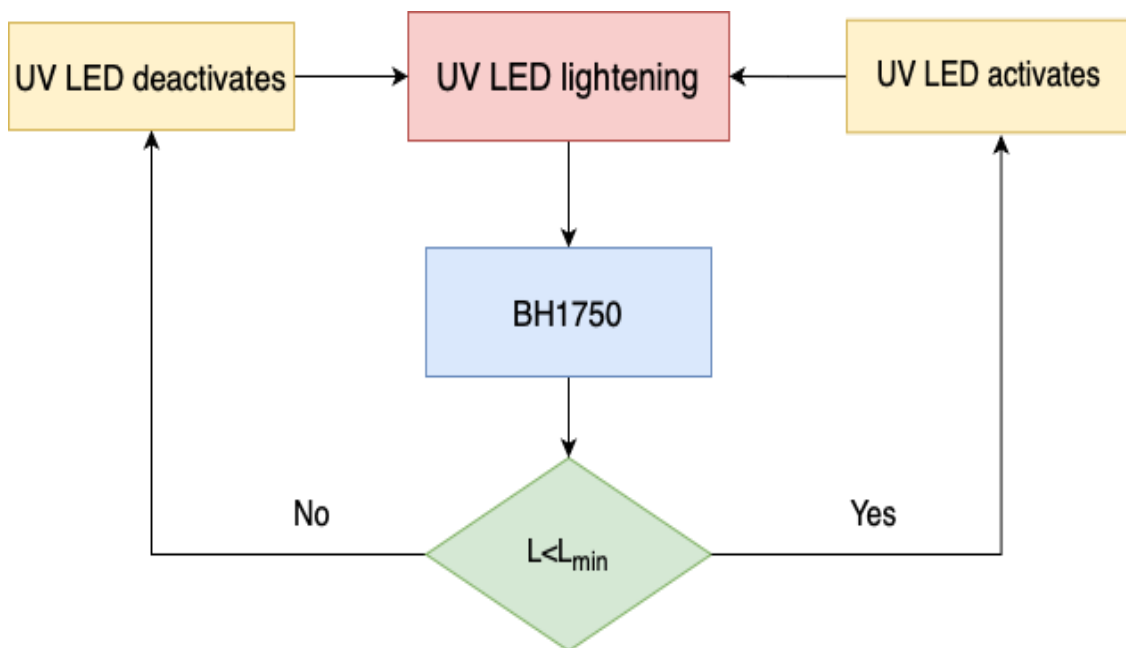 UV LED deactivates
UV LED lightening
UV LED activates
BH1750
No
Yes
L<Lmin